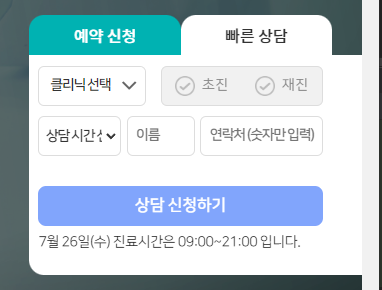 예약 신청 빠른 상담
클리닉 선택 초진 재진
상담시간 이름 연락처(숫자만 입력)
상담 신청하기
7월 26일(수) 진료시간은 09:00~21:00 입니다.